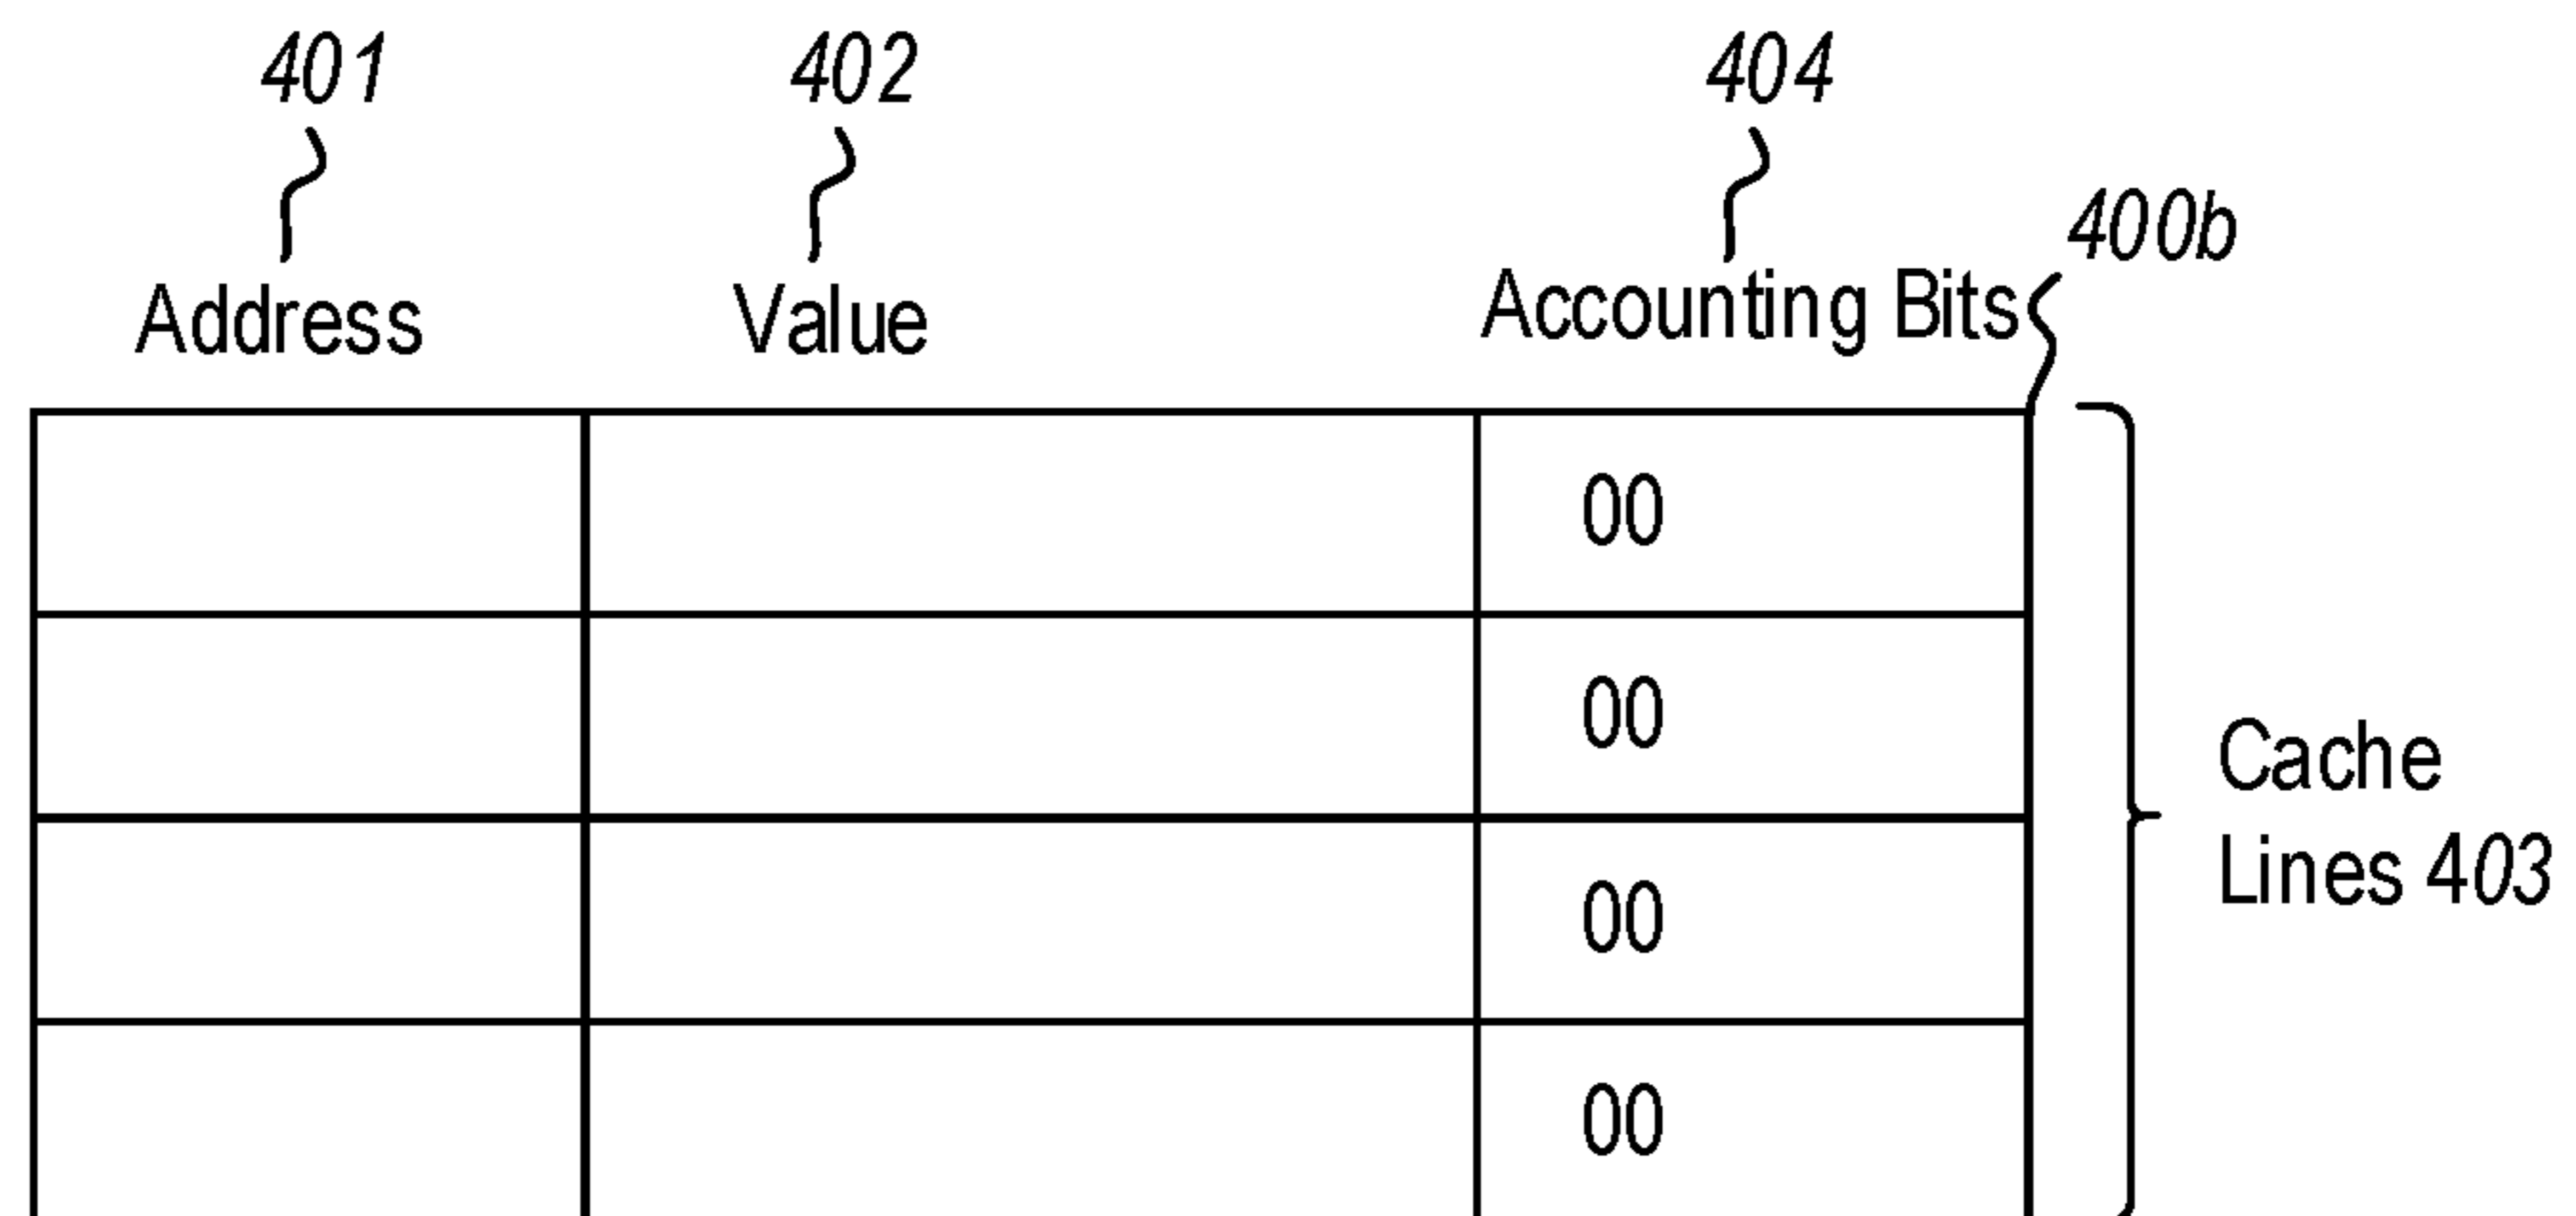 401 402 404
400b
Address Value Accounting Bits
00
00
Cache
Lines 403
00
00